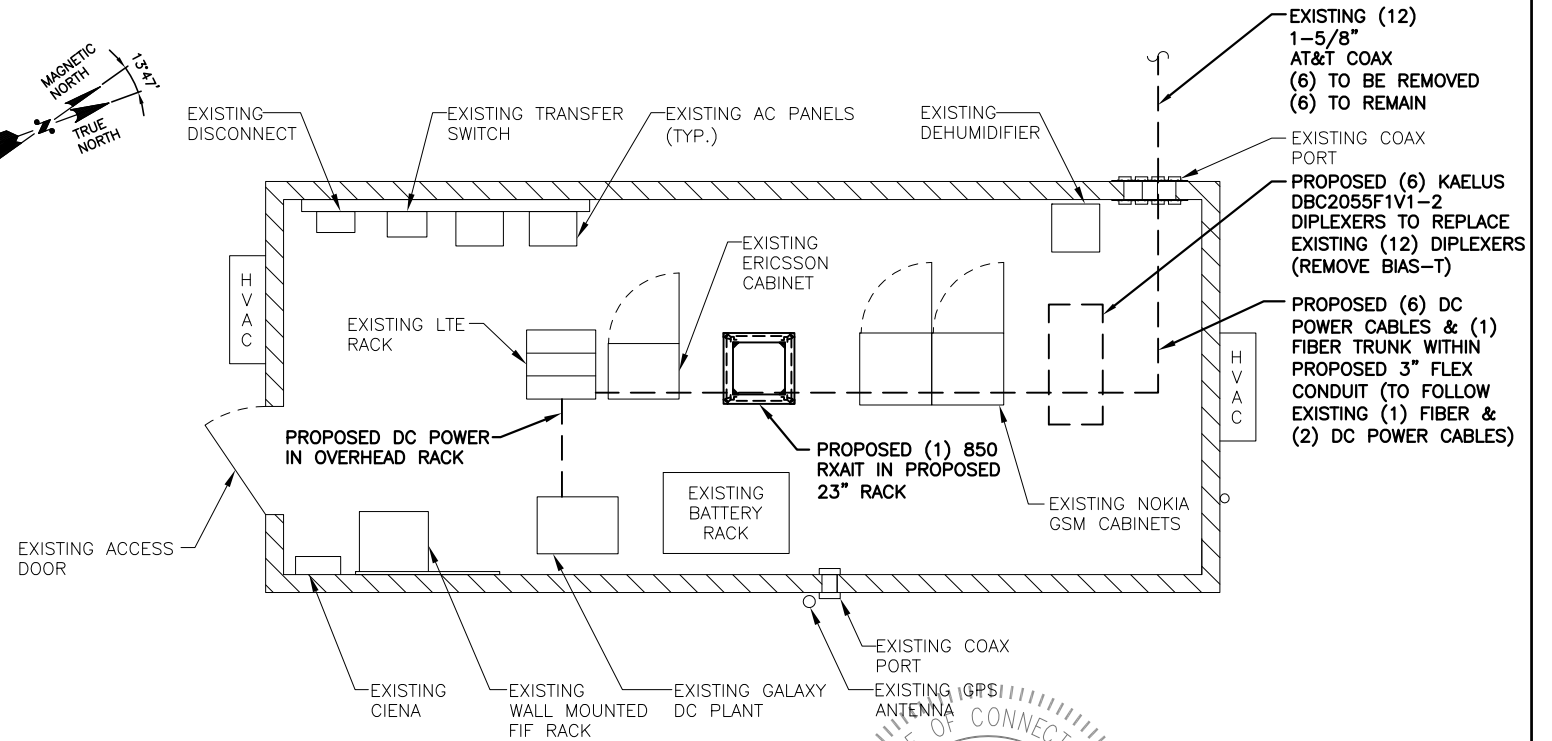 MAGNETIC
NORTH
13°47'
TRUE
NORTH
EXISTING
DISCONNECT
EXISTING TRANSFER
SWITCH
EXISTING AC PANELS
(TYP.)
EXISTING
DEHUMIDIFIER
EXISTING (12)
1-5/8"
AT&T COAX
(6) TO BE REMOVED
(6) TO REMAIN
EXISTING COAX
PORT
PROPOSED (6) KAELUS
DBC2055F1V1-2
DIPLEXERS TO REPLACE
EXISTING (12) DIPLEXERS
(REMOVE BIAS-T)
PROPOSED (6) DC
POWER CABLES & (1)
FIBER TRUNK WITHIN
PROPOSED 3" FLEX
CONDUIT (TO FOLLOW
EXISTING (1) FIBER &
(2) DC POWER CABLES)
HVAC
EXISTING LTE
RACK
EXISTING
ERICSSON
CABINET
HVAC
PROPOSED DC POWER
IN OVERHEAD RACK
PROPOSED (1) 850
RXAIT IN PROPOSED
23" RACK
EXISTING
BATTERY
RACK
EXISTING NOKIA
GSM CABINETS
EXISTING ACCESS
DOOR
EXISTING COAX
PORT
EXISTING
CIENA
EXISTING
WALL MOUNTED
FIF RACK
EXISTING GALAXY
DC PLANT
EXISTING GPS
ANTENNA
OF CONNECT